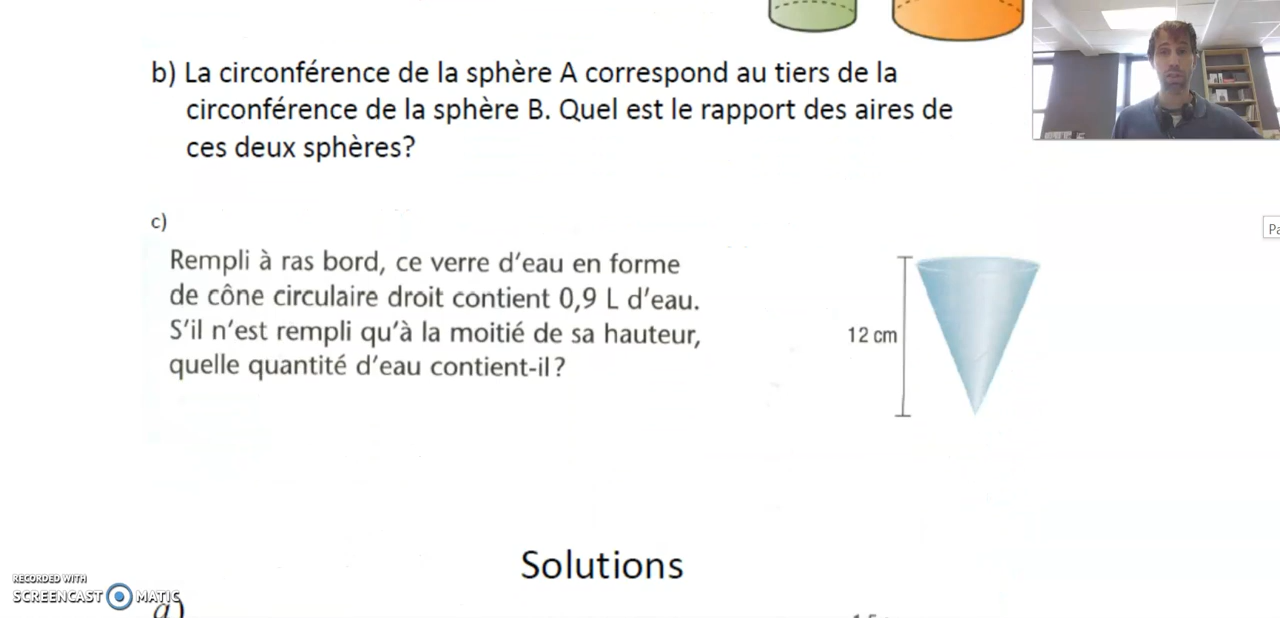 b) La circonférence de la sphère A correspond au tiers de la
circonférence de la sphère B. Quel est le rapport des aires de
ces deux sphères?
c)
Rempli à ras bord, ce verre d'eau en forme
de cône circulaire droit contient 0,9 L d'eau.
S'il n'est rempli qu'à la moitié de sa hauteur,
quelle quantité d'eau contient-il?
12 cm
Solutions
RECORDED WITH
SCREENCAST MATIC
a)